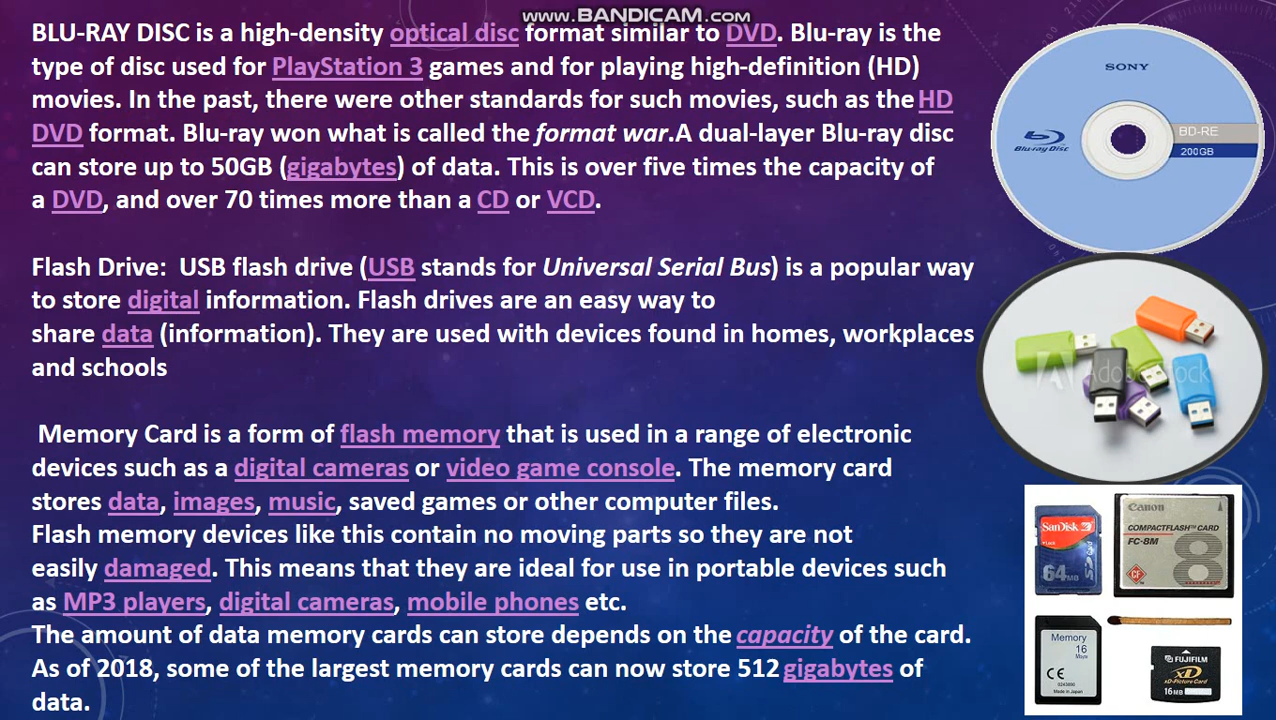 www.BANDICAM.com
BLU-RAY DISC is a high-density optical disc format similar to DVD. Blu-ray is the
type of disc used for PlayStation 3 games and for playing high-definition (HD)
movies. In the past, there were other standards for such movies, such as the HD
DVD format. Blu-ray won what is called the format war.A dual-layer Blu-ray disc
can store up to 50GB (gigabytes) of data. This is over five times the capacity of
a DVD, and over 70 times more than a CD or VCD.
SONY
Blu-ray Disc
BD-RE
200GB
Flash Drive:  USB flash drive (USB stands for Universal Serial Bus) is a popular way
to store digital information. Flash drives are an easy way to
share data (information). They are used with devices found in homes, workplaces
and schools
Adobe Stock
Memory Card is a form of flash memory that is used in a range of electronic
devices such as a digital cameras or video game console. The memory card
stores data, images, music, saved games or other computer files.
Flash memory devices like this contain no moving parts so they are not
easily damaged. This means that they are ideal for use in portable devices such
as MP3 players, digital cameras, mobile phones etc.
The amount of data memory cards can store depends on the capacity of the card.
As of 2018, some of the largest memory cards can now store 512 gigabytes of
data.
SanDisk
64MB
Canon
COMPACTFLASH™ CARD
FC-8M
8
CF
Memory
16
CE
Made in Japan
FUJIFILM
xD
xD-Picture Card
16MB